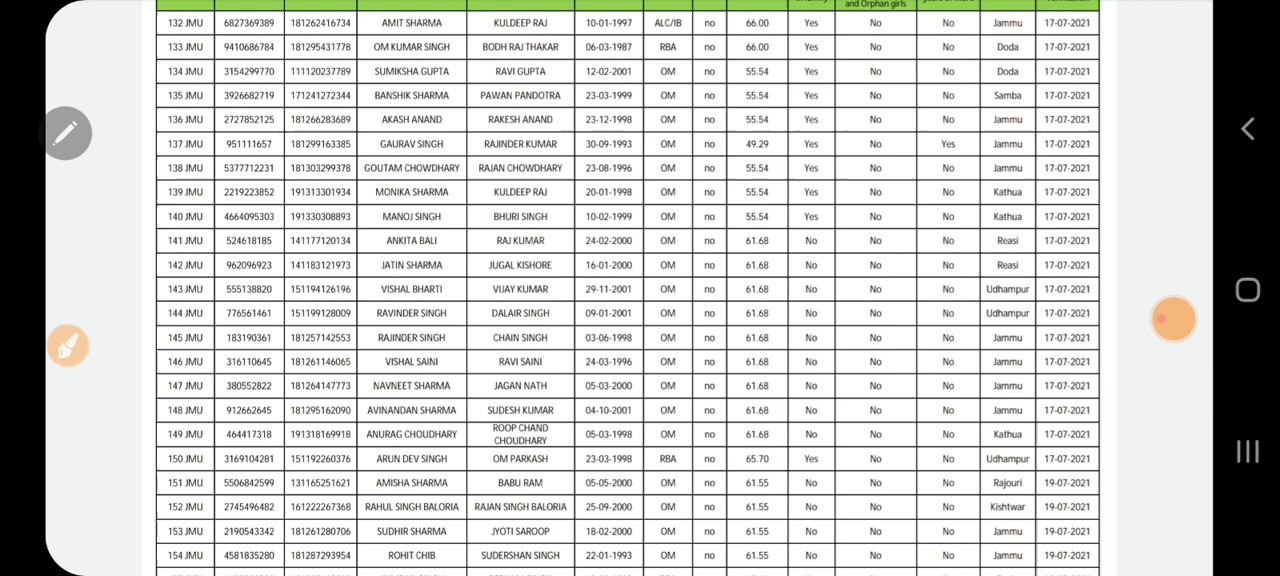 and Orphan girls
132 JMU 6827369389 181262416734 AMIT SHARMA KULDEEP RAJ 10-01-1997 ALC/IB no 66.00 Yes No No Jammu 17-07-2021
133 JMU 9410686784 181295431778 OM KUMAR SINGH BODH RAJ THAKAR 06-03-1987 RBA no 66.00 Yes No No Doda 17-07-2021
134 JMU 3154299770 111120237789 SUMIKSHA GUPTA RAVI GUPTA 12-02-2001 OM no 55.54 Yes No No Doda 17-07-2021
135 JMU 3926682719 171241272344 BANSHIK SHARMA PAWAN PANDOTRA 23-03-1999 OM no 55.54 Yes No No Samba 17-07-2021
136 JMU 2727852125 181266283689 AKASH ANAND RAKESH ANAND 23-12-1998 OM no 55.54 Yes No No Jammu 17-07-2021
137 JMU 951111657 181299163385 GAURAV SINGH RAJINDER KUMAR 30-09-1993 OM no 49.29 Yes No Yes Jammu 17-07-2021
138 JMU 5377712231 181303299378 GOUTAM CHOWDHARY RAJAN CHOWDHARY 23-08-1996 OM no 55.54 Yes No No Jammu 17-07-2021
139 JMU 2219223852 191313301934 MONIKA SHARMA KULDEEP RAJ 20-01-1998 OM no 55.54 Yes No No Kathua 17-07-2021
140 JMU 4664095303 191330308893 MANOJ SINGH BHURI SINGH 10-02-1999 OM no 55.54 Yes No No Kathua 17-07-2021
141 JMU 524618185 141177120134 ANKITA BALI RAJ KUMAR 24-02-2000 OM no 61.68 No No No Reasi 17-07-2021
142 JMU 962096923 141183121973 JATIN SHARMA JUGAL KISHORE 16-01-2000 OM no 61.68 No No No Reasi 17-07-2021
143 JMU 555138820 151194126196 VISHAL BHARTI VIJAY KUMAR 29-11-2001 OM no 61.68 No No No Udhampur 17-07-2021
144 JMU 776561461 151199128009 RAVINDER SINGH DALAIR SINGH 09-01-2001 OM no 61.68 No No No Udhampur 17-07-2021
145 JMU 183190361 181257142553 RAJINDER SINGH CHAIN SINGH 03-06-1998 OM no 61.68 No No No Jammu 17-07-2021
146 JMU 316110645 181261146065 VISHAL SAINI RAVI SAINI 24-03-1996 OM no 61.68 No No No Jammu 17-07-2021
147 JMU 380552822 181264147773 NAVNEET SHARMA JAGAN NATH 05-03-2000 OM no 61.68 No No No Jammu 17-07-2021
148 JMU 912662645 181295162090 AVINANDAN SHARMA SUDESH KUMAR 04-10-2001 OM no 61.68 No No No Jammu 17-07-2021
149 JMU 464417318 191318169918 ANURAG CHOUDHARY ROOP CHAND CHOUDHARY 05-03-1998 OM no 61.68 No No No Kathua 17-07-2021
150 JMU 3169104281 151192260376 ARUN DEV SINGH OM PARKASH 23-03-1998 RBA no 65.70 Yes No No Udhampur 17-07-2021
151 JMU 5506842599 131165251621 AMISHA SHARMA BABU RAM 05-05-2000 OM no 61.55 No No No Rajouri 19-07-2021
152 JMU 2745496482 161222267368 RAHUL SINGH BALORIA RAJAN SINGH BALORIA 25-09-2000 OM no 61.55 No No No Kishtwar 19-07-2021
153 JMU 2190543342 181261280706 SUDHIR SHARMA JYOTI SAROOP 18-02-2000 OM no 61.55 No No No Jammu 19-07-2021
154 JMU 4581835280 181287293954 ROHIT CHIB SUDERSHAN SINGH 22-01-1993 OM no 61.55 No No No Jammu 19-07-2021